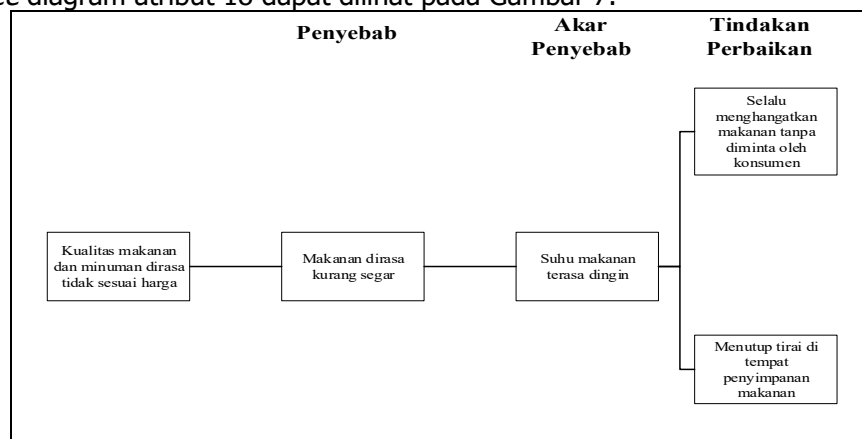 diagram atribut 16 dapat dilihat pada Gambar 7.
Penyebab
Akar
Penyebab
Tindakan
Perbaikan
Kualitas makanan
dan minuman dirasa
tidak sesuai harga
Makanan dirasa
kurang segar
Suhu makanan
terasa dingin
Selalu
menghangatkan
makanan tanpa
diminta oleh
konsumen
Menutup tirai di
tempat
penyimpanan
makanan